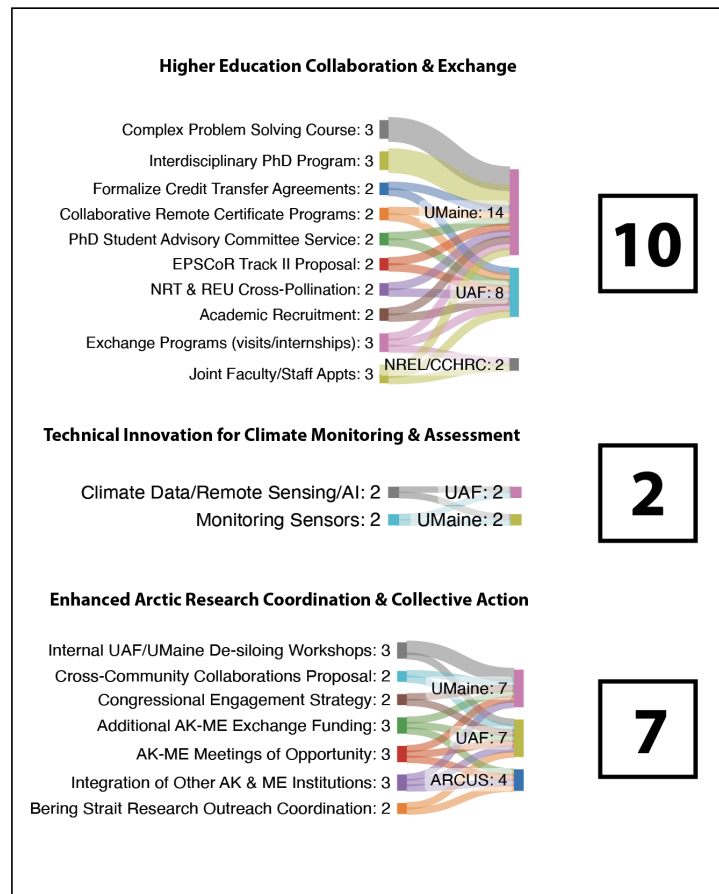 Higher Education Collaboration & Exchange
Complex Problem Solving Course: 3
Interdisciplinary PhD Program: 3
Formalize Credit Transfer Agreements: 2
Collaborative Remote Certificate Programs: 2
UMaine: 14
PhD Student Advisory Committee Service: 2
EPSCoR Track II Proposal: 2
10
NRT & REU Cross-Pollination: 2
UAF: 8
Academic Recruitment: 2
Exchange Programs (visits/internships): 3
NREL/CCHRC: 2
Joint Faculty/Staff Appts: 3
Technical Innovation for Climate Monitoring & Assessment
Climate Data/Remote Sensing/AI: 2
UAF: 2
2
Monitoring Sensors: 2
UMaine: 2
Enhanced Arctic Research Coordination & Collective Action
Internal UAF/UMaine De-siloing Workshops: 3
Cross-Community Collaborations Proposal: 2
UMaine: 7
Congressional Engagement Strategy: 2
Additional AK-ME Exchange Funding: 3
UAF: 7
7
AK-ME Meetings of Opportunity: 3
Integration of Other AK & ME Institutions: 3
ARCUS: 4
Bering Strait Research Outreach Coordination: 2